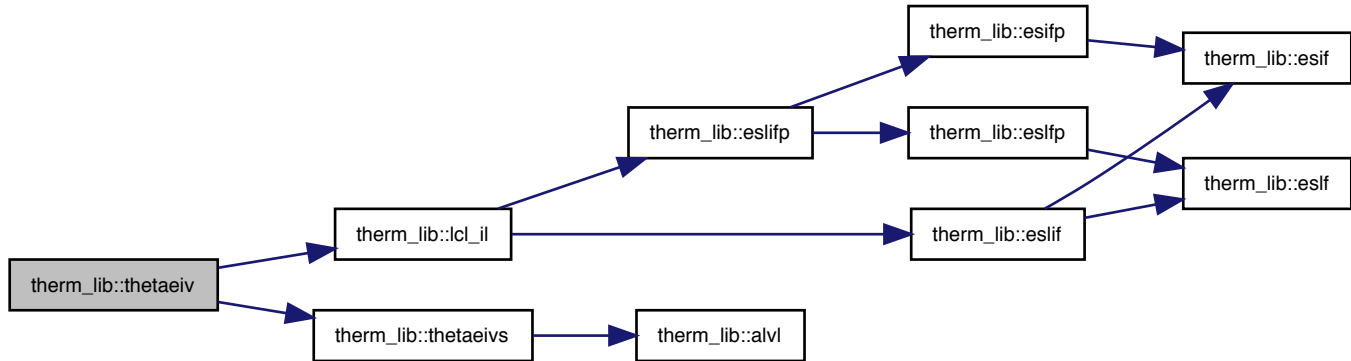 therm_lib::esifp
therm_lib::esif
therm_lib::eslifp
therm_lib::eslfp
therm_lib::eslf
therm_lib::lcl_il
therm_lib::eslif
therm_lib::thetaeiv
therm_lib::thetaeivs
therm_lib::alvl